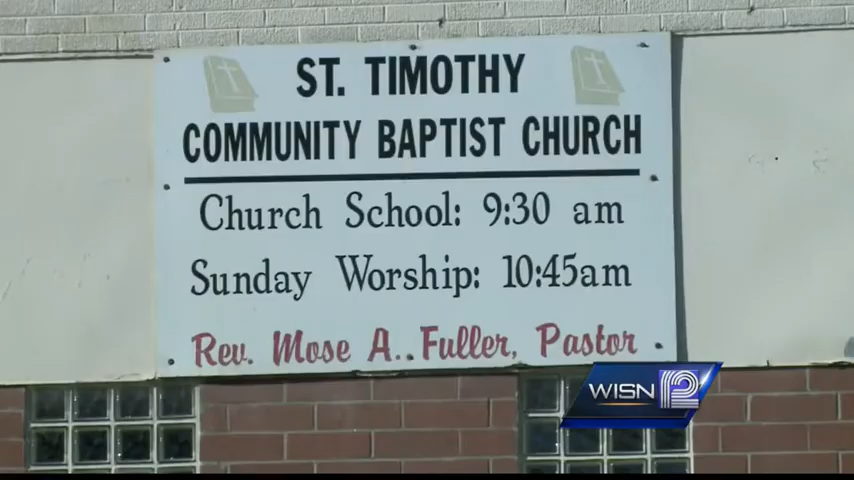 ST. TIMOTHY
COMMUNITY BAPTIST CHURCH
Church School: 9:30 am
Sunday Worship: 10:45am
Rev. Mose A.. Fuller, Pastor
WISN 12